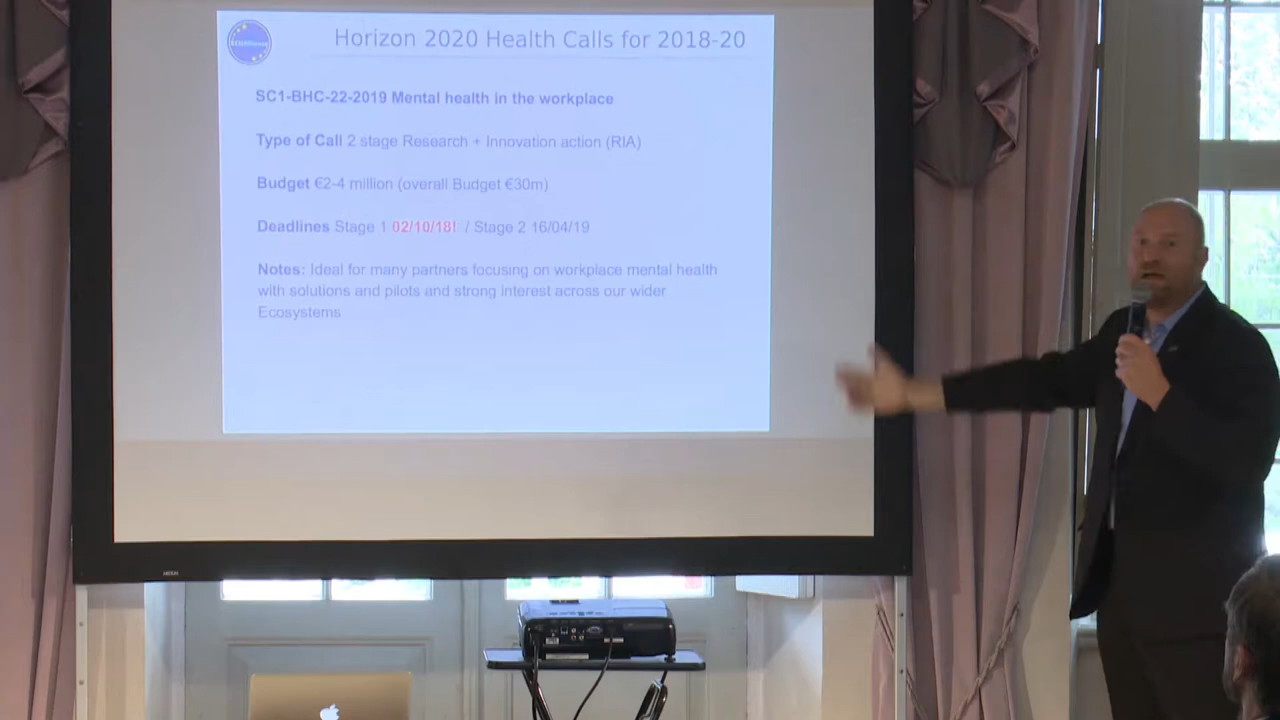 Horizon 2020 Health Calls for 2018-20
SC1-BHC-22-2019 Mental health in the workplace
Type of Call 2 stage Research + Innovation action (RIA)
Budget €2-4 million (overall Budget €30m)
Deadlines Stage 1 02/10/18! / Stage 2 16/04/19
Notes: Ideal for many partners focusing on workplace mental health
with solutions and pilots and strong interest across our wider
Ecosystems